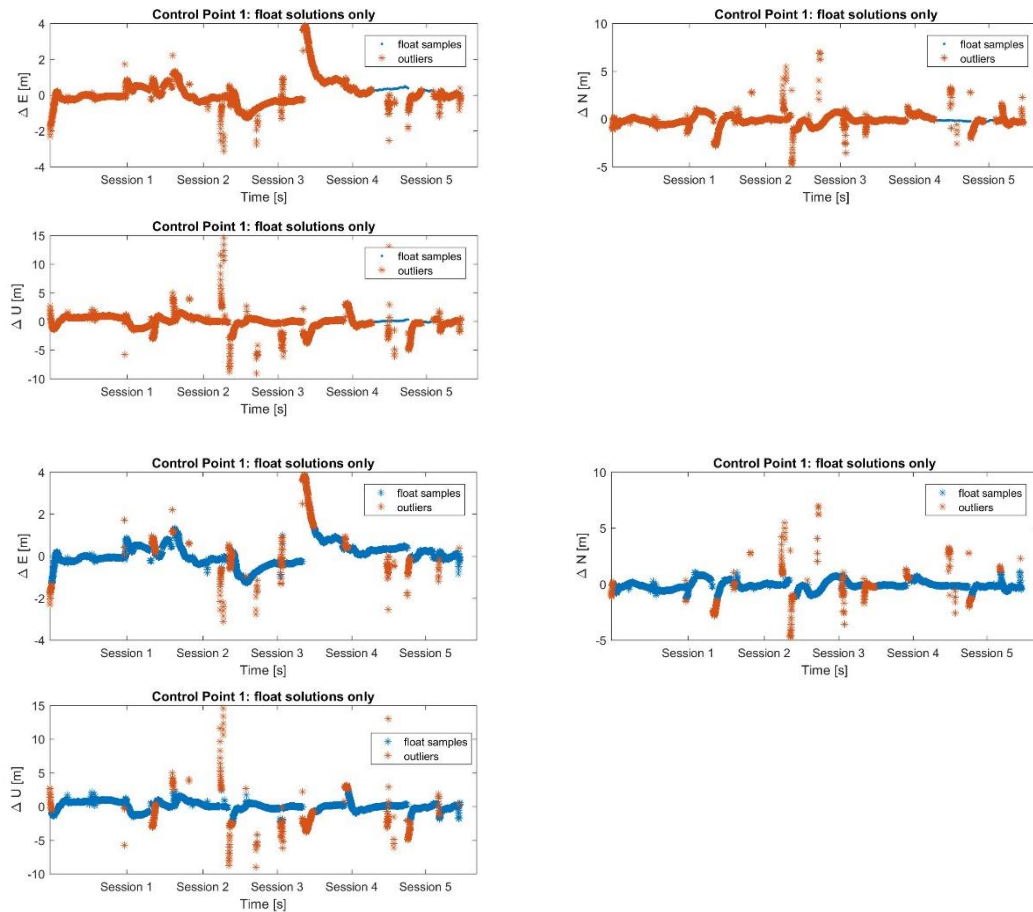 Control Point 1: float solutions only
Δ E [m]
4
2
0
-2
-4
float samples
outliers
Session 1 Session 2 Session 3 Session 4 Session 5
Time [s]
Control Point 1: float solutions only
Δ N [m]
10
5
0
-5
float samples
outliers
Session 1 Session 2 Session 3 Session 4 Session 5
Time [s]
Control Point 1: float solutions only
Δ U [m]
15
10
5
0
-5
-10
float samples
outliers
Session 1 Session 2 Session 3 Session 4 Session 5
Time [s]
Control Point 1: float solutions only
Δ E [m]
4
2
0
-2
-4
float samples
outliers
Session 1 Session 2 Session 3 Session 4 Session 5
Time [s]
Control Point 1: float solutions only
Δ N [m]
10
5
0
-5
float samples
outliers
Session 1 Session 2 Session 3 Session 4 Session 5
Time [s]
Control Point 1: float solutions only
Δ U [m]
15
10
5
0
-5
-10
float samples
outliers
Session 1 Session 2 Session 3 Session 4 Session 5
Time [s]